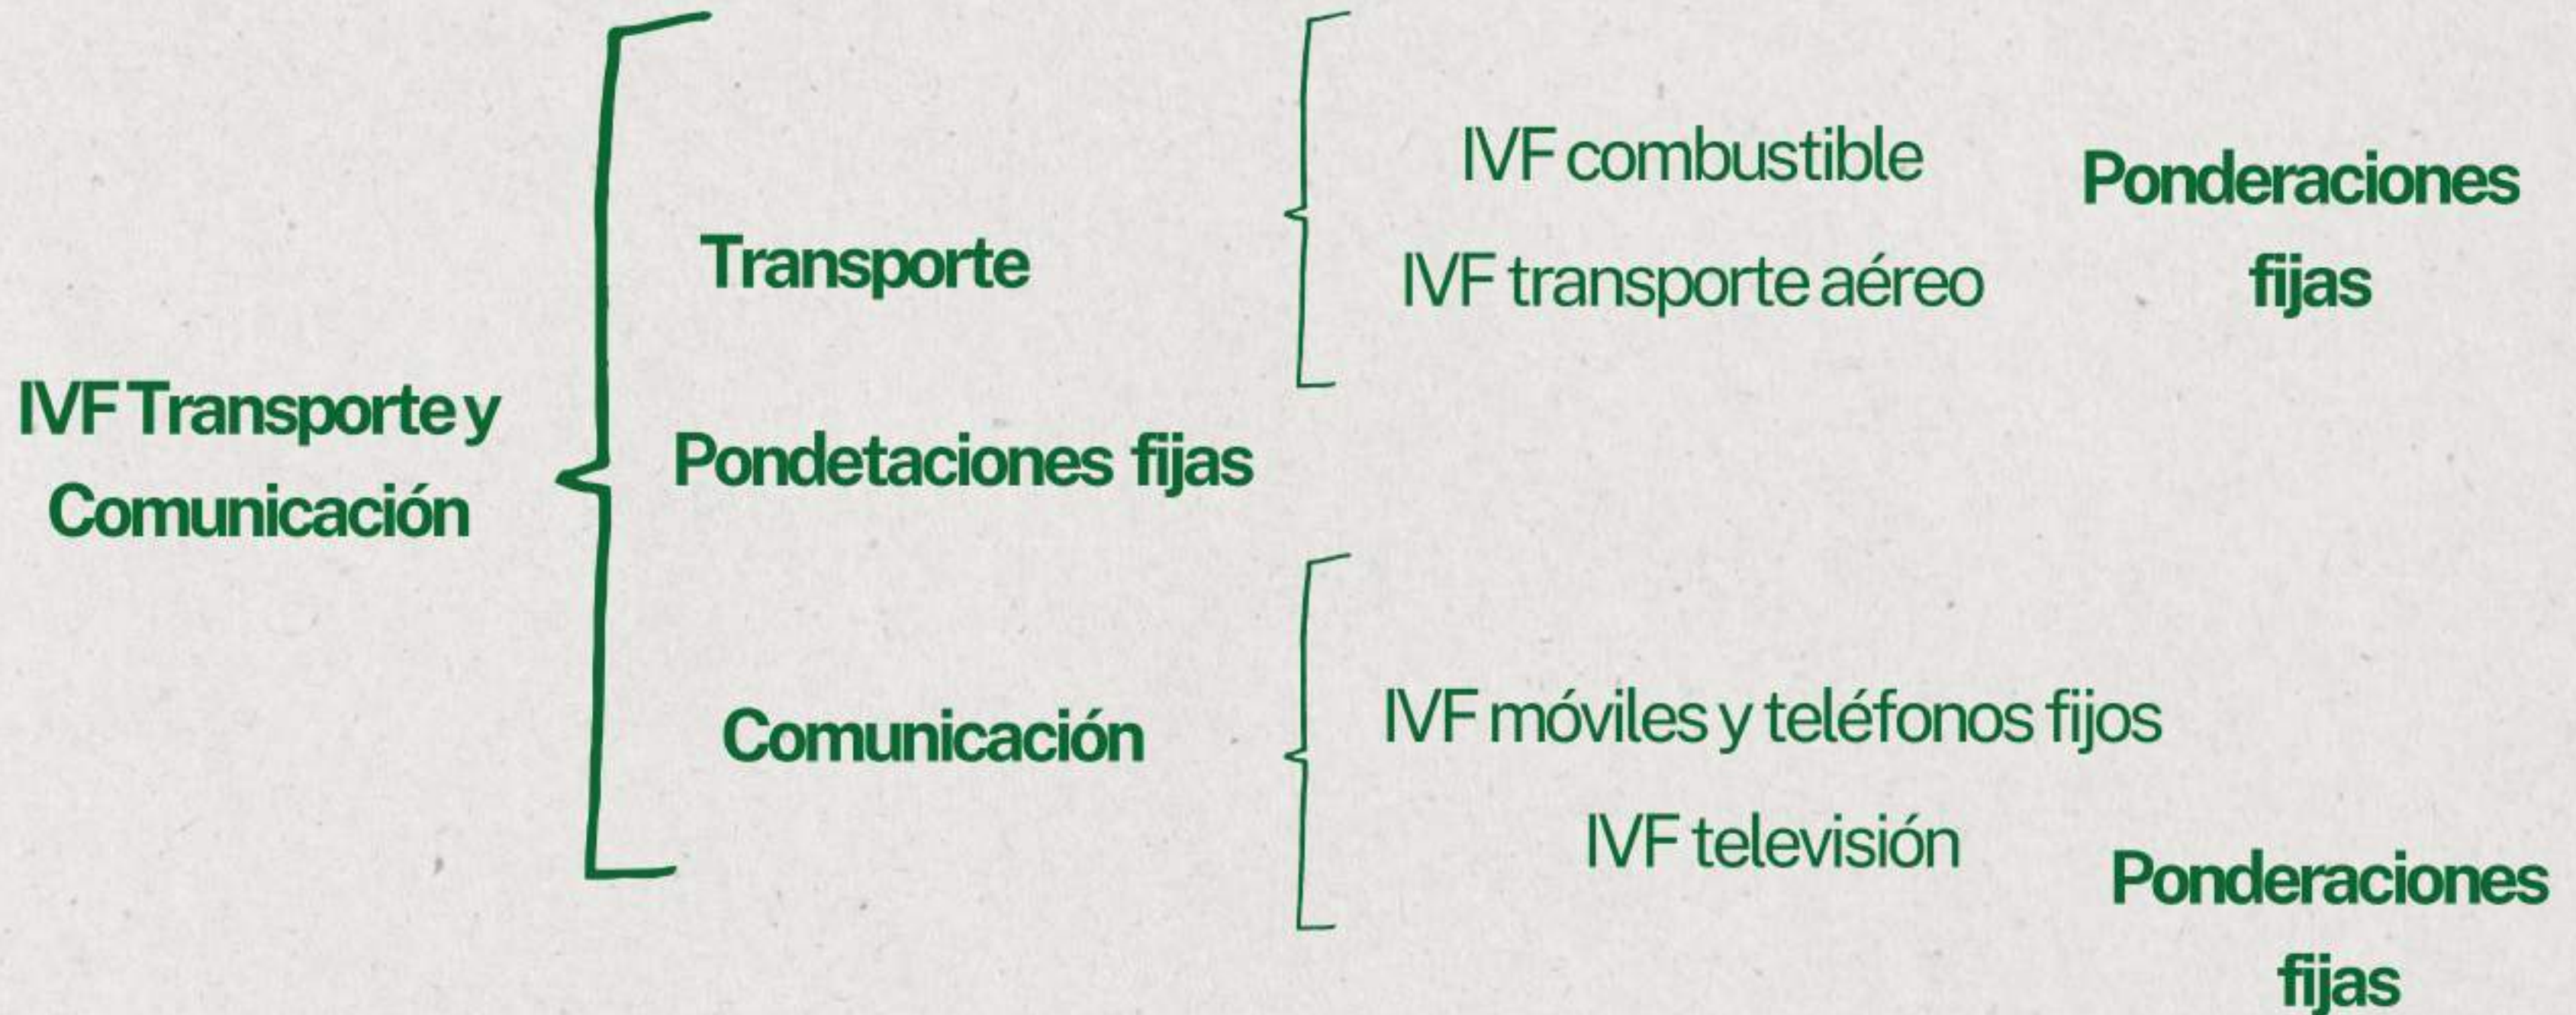 IVF Transporte y
Comunicación
Transporte
IVF combustible
IVF transporte aéreo
Ponderaciones
fijas
Pondetaciones fijas
Comunicación
IVF móviles y teléfonos fijos
IVF televisión
Ponderaciones
fijas